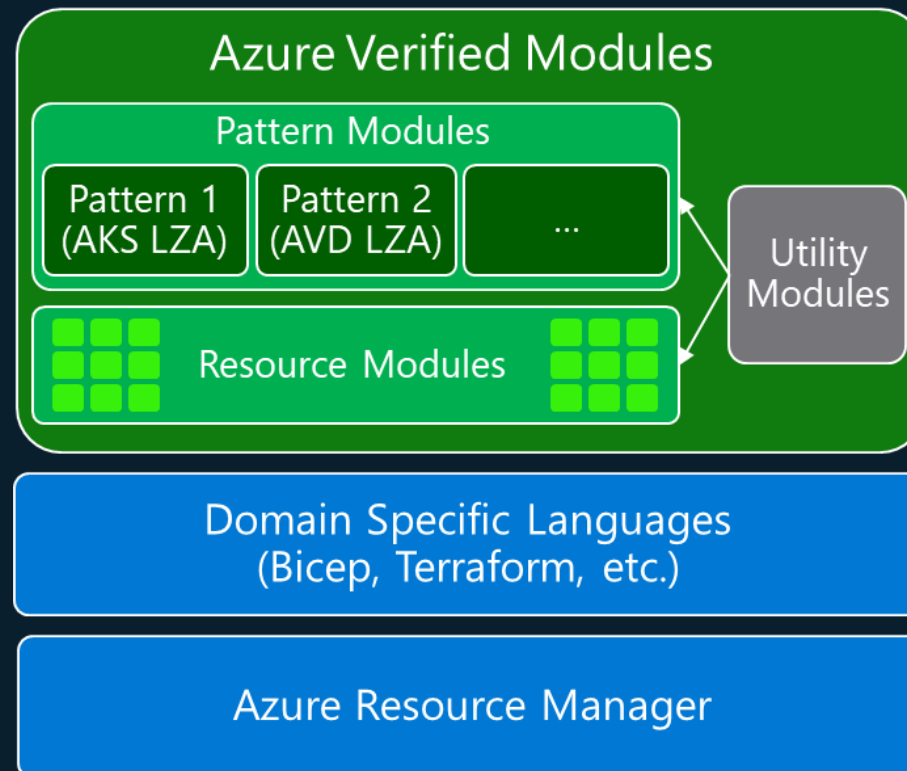 Azure Verified Modules
Pattern Modules
Pattern 1
(AKS LZA)
Pattern 2
(AVD LZA)
...
Utility
Modules
Resource Modules
Domain Specific Languages
(Bicep, Terraform, etc.)
Azure Resource Manager